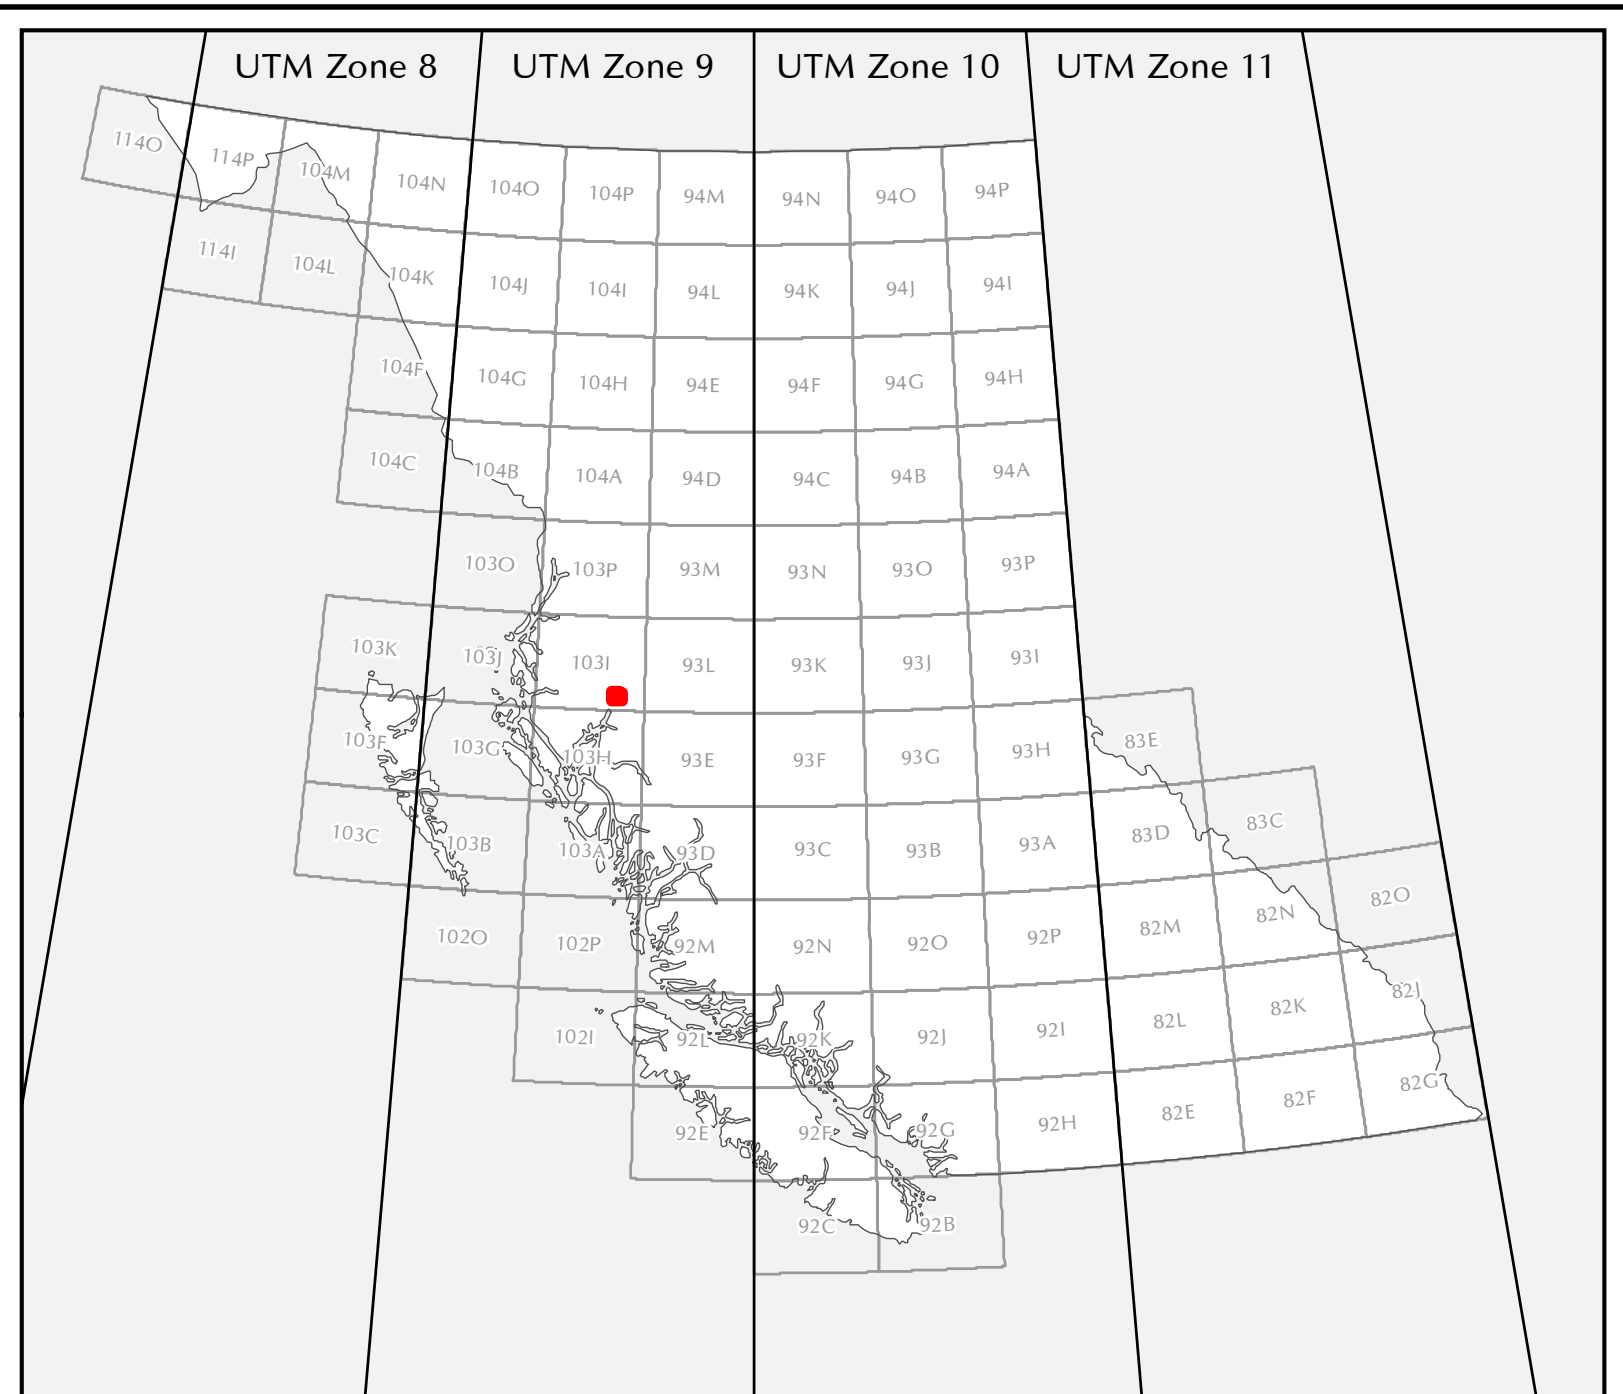 UTM Zone 8 UTM Zone 9 UTM Zone 10 UTM Zone 11
114O 114P 104M 104N 104O 104P 94M 94N 94O 94P
114I 104L 104K 104J 104I 94L 94K 94J 94I
104F 104G 104H 94E 94F 94G 94H
104C 104B 104A 94D 94C 94B 94A
103O 103P 93M 93N 93O 93P
103K 103J 103I 93L 93K 93J 93I
103F 103G 103H 93E 93F 93G 93H 83E
103C 103B 103A 93D 93C 93B 93A 83D 83C
102O 102P 92M 92N 92O 92P 82M 82N 82O
102I 92L 92K 92J 92I 82L 82K 82J
92E 92F 92G 92H 82E 82F 82G
92C 92B